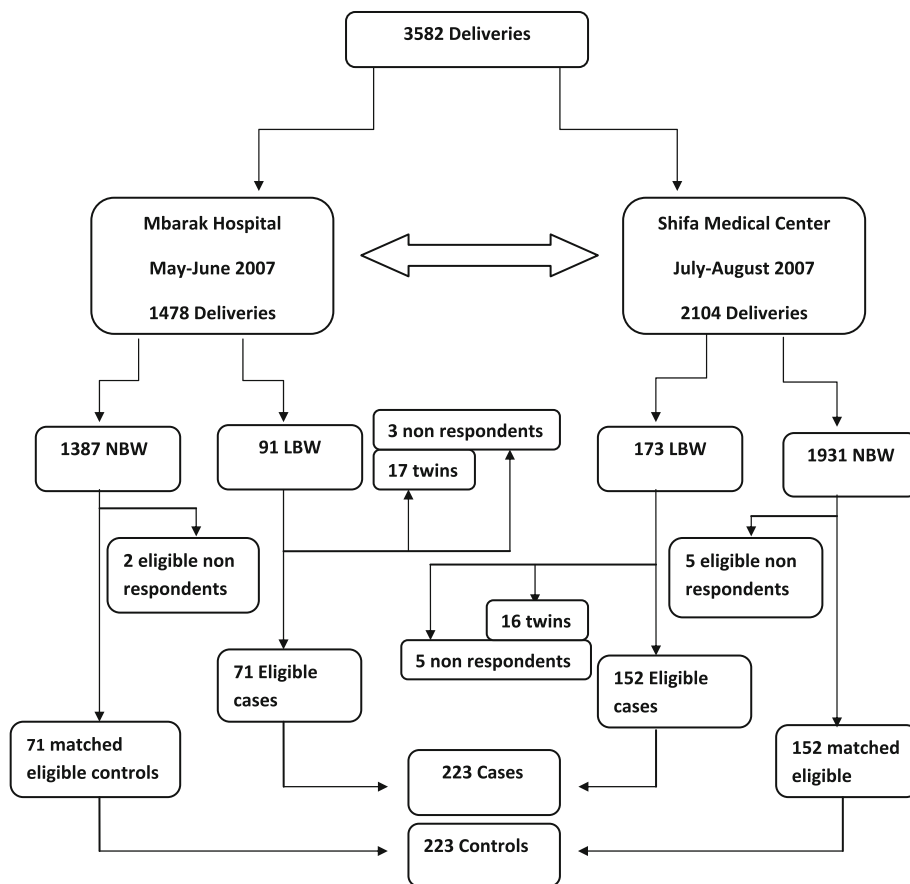 3582 Deliveries
Mbarak Hospital
May-June 2007
1478 Deliveries
Shifa Medical Center
July-August 2007
2104 Deliveries
1387 NBW
91 LBW
3 non respondents
17 twins
173 LBW
1931 NBW
2 eligible non
respondents
5 eligible non
respondents
16 twins
5 non respondents
71 Eligible
cases
152 Eligible
cases
71 matched
eligible controls
152 matched
eligible
223 Cases
223 Controls